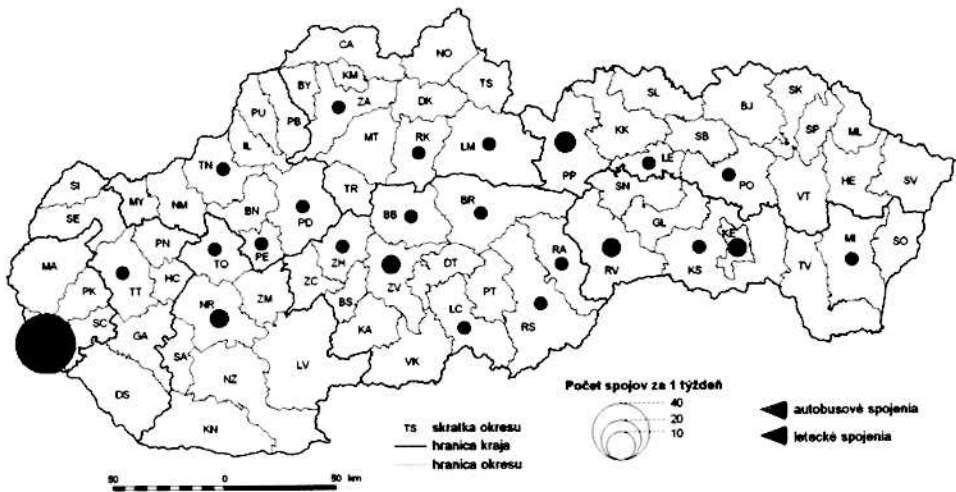 CA
NO
BY
KM
ZA
TS
DK
PU
PB
IL
MT
RK
LM
SL
BJ
SK
SP
ML
KK
SB
LE
PP
PO
HE
SV
VT
TN
TR
SI
SE
MY
NM
BN
PD
BB
BR
SN
GL
KE
KS
RV
RA
TV
MI
SO
PN
TO
PE
ZH
ZC
ZV
DT
MA
TT
HC
PK
SC
GA
NR
ZM
BS
KA
LC
PT
RS
SA
LV
VK
DS
NZ
KN
Počet spojov za 1 týždeň
40
20
10
autobusové spojenia
letecké spojenia
TS skratka okresu
hranica kraja
hranica okresu
50 0 50 km